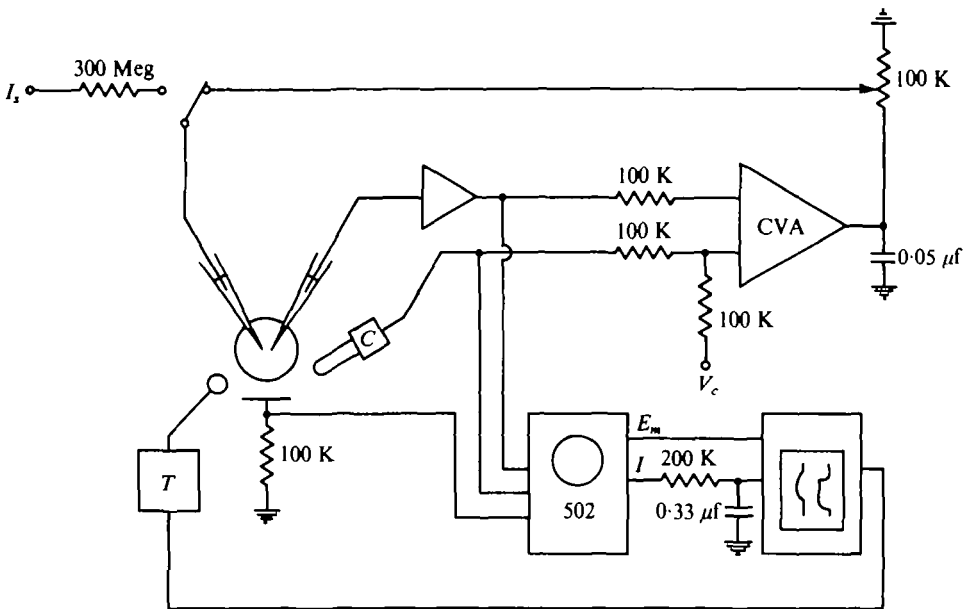 300 Meg
I_s
100 K
100 K
100 K
CVA
0·05 μf
C
100 K
V_c
E_m
100 K
I
200 K
T
502
0·33 μf